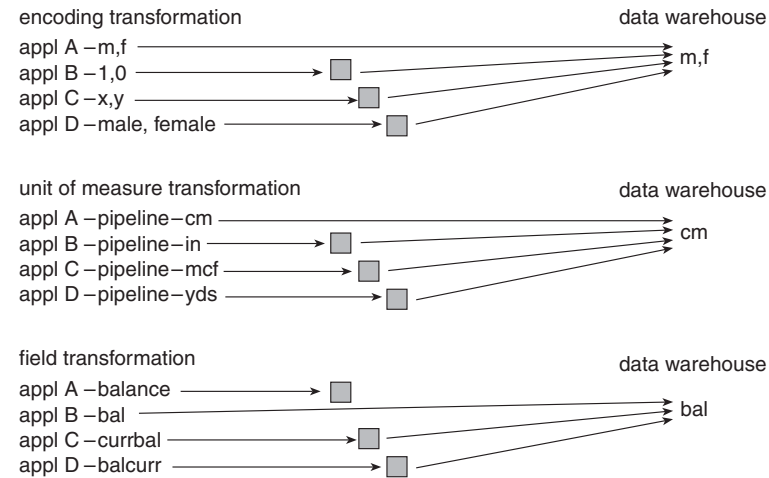 encoding transformation
data warehouse
appl A – m,f
appl B – 1,0
appl C – x,y
appl D – male, female
m,f
unit of measure transformation
data warehouse
appl A – pipeline – cm
appl B – pipeline – in
appl C – pipeline – mcf
appl D – pipeline – yds
cm
field transformation
data warehouse
appl A – balance
appl B – bal
appl C – currbal
appl D – balcurr
bal